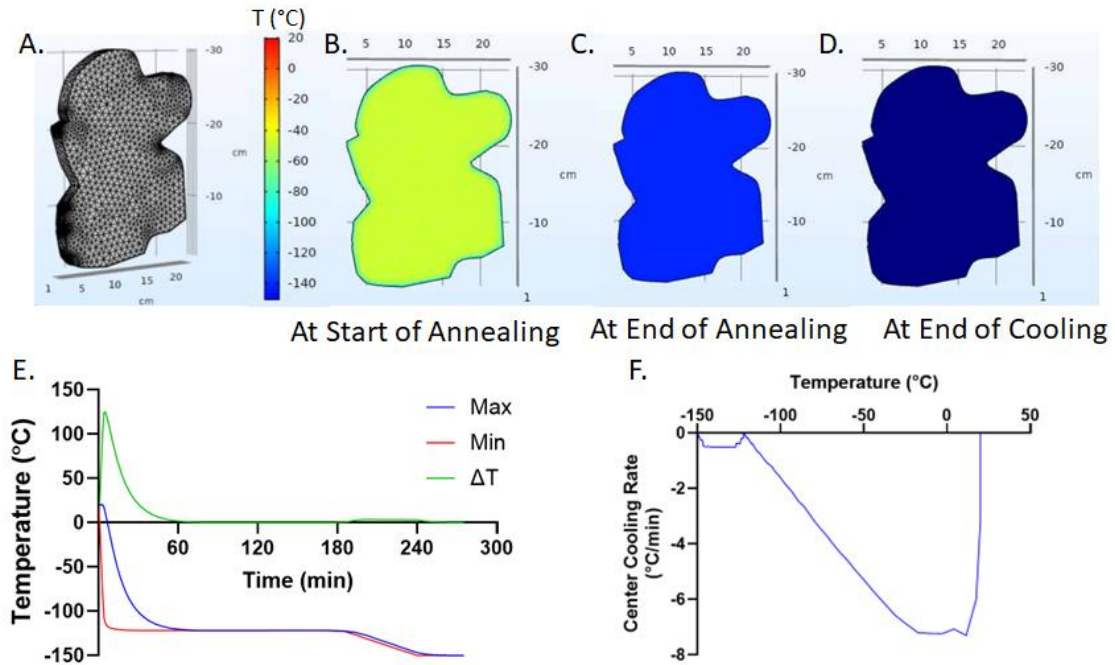 T (°C)
A.
B.
C.
D.
5 10 15 20
5 10 15 20
5 10 15 20
-30
-20
cm
-10
1 5 10 15 20
cm
20
0
-20
-40
-60
-80
-100
-120
-140
-30
-20
cm
-10
1
-30
-20
cm
-10
1
-30
-20
cm
-10
1
At Start of Annealing
At End of Annealing
At End of Cooling
E.
Temperature (°C)
150
100
50
0
-50
-100
-150
60 120 180 240 300
Time (min)
Max
Min
ΔT
F.
Temperature (°C)
-150 -100 -50 0 50
0
-2
-4
-6
-8
Center Cooling Rate
(°C/min)